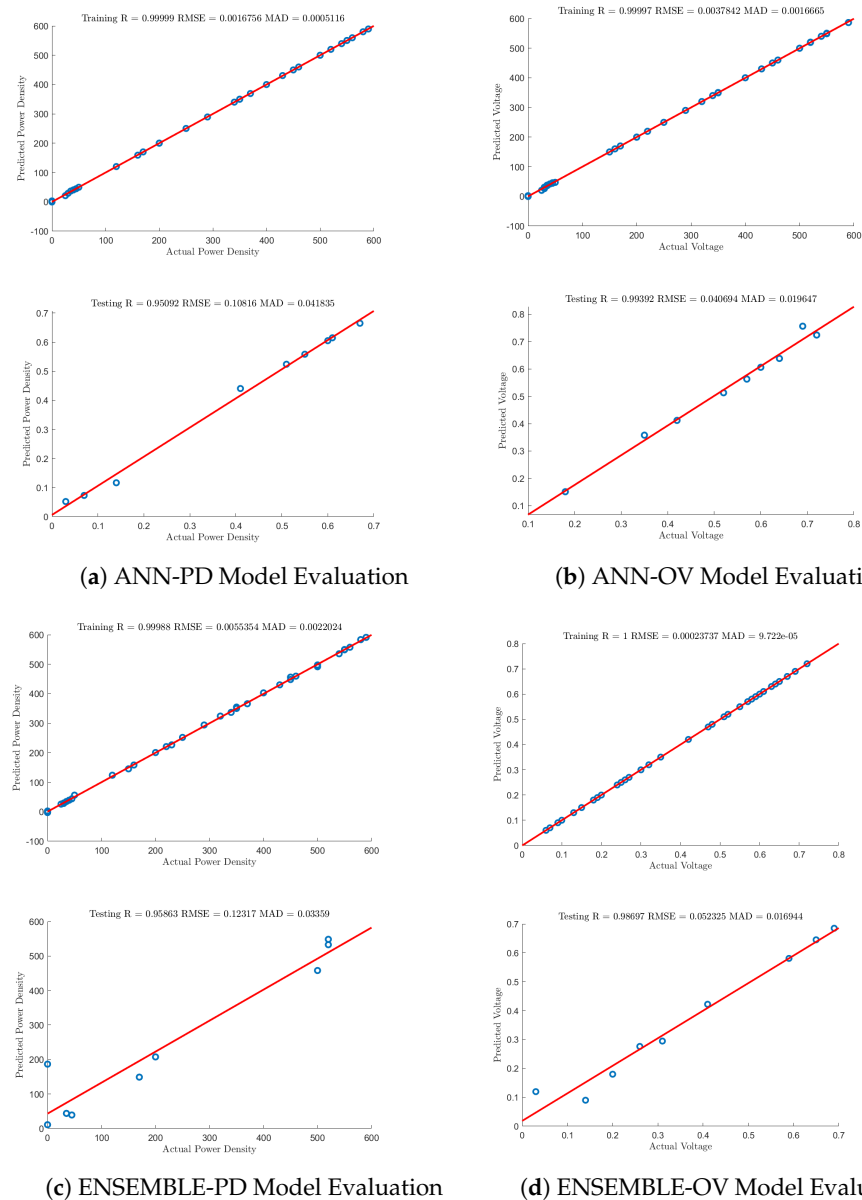 Training R = 0.99999 RMSE = 0.0016756 MAD = 0.0005116
600
500
400
300
200
100
0
-100
Predicted Power Density
0 100 200 300 400 500 600
Actual Power Density
Training R = 0.99997 RMSE = 0.0037842 MAD = 0.0016665
600
500
400
300
200
100
0
-100
Predicted Voltage
0 100 200 300 400 500 600
Actual Voltage
Testing R = 0.95092 RMSE = 0.10816 MAD = 0.041835
0.7
0.6
0.5
0.4
0.3
0.2
0.1
0
Predicted Power Density
0 0.1 0.2 0.3 0.4 0.5 0.6 0.7
Actual Power Density
Testing R = 0.99392 RMSE = 0.040694 MAD = 0.019647
0.8
0.7
0.6
0.5
0.4
0.3
0.2
0.1
Predicted Voltage
0.1 0.2 0.3 0.4 0.5 0.6 0.7 0.8
Actual Voltage
(a) ANN-PD Model Evaluation
(b) ANN-OV Model Evaluati
Training R = 0.99988 RMSE = 0.0055354 MAD = 0.0022024
600
500
400
300
200
100
0
-100
Predicted Power Density
0 100 200 300 400 500 600
Actual Power Density
Training R = 1 RMSE = 0.00023737 MAD = 9.722e-05
0.8
0.7
0.6
0.5
0.4
0.3
0.2
0.1
0
Predicted Voltage
0 0.2 0.4 0.6 0.8
Actual Voltage
Testing R = 0.95863 RMSE = 0.12317 MAD = 0.03359
600
500
400
300
200
100
0
Predicted Power Density
0 100 200 300 400 500 600
Actual Power Density
Testing R = 0.98697 RMSE = 0.052325 MAD = 0.016944
0.7
0.6
0.5
0.4
0.3
0.2
0.1
0
Predicted Voltage
0 0.1 0.2 0.3 0.4 0.5 0.6 0.7
Actual Voltage
(c) ENSEMBLE-PD Model Evaluation
(d) ENSEMBLE-OV Model Evalu